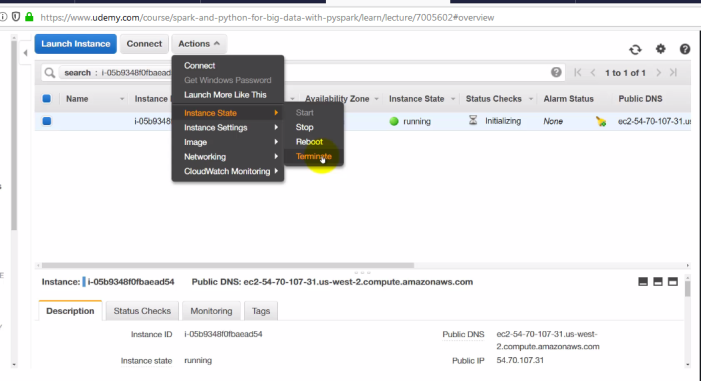 https://www.udemy.com/course/spark-and-python-for-big-data-with-pyspark/learn/lecture/7005602#overview
Launch Instance Connect Actions
search : i-05b9348f0fbaead 1 to 1 of 1
Connect
Get Windows Password
Launch More Like This
Name Instance Availability Zone Instance State Status Checks Alarm Status Public DNS
Instance State Start
i-05b9348 running Initializing None ec2-54-70-107-31.us
Instance Settings Stop
Image Reboot
Networking Terminate
CloudWatch Monitoring
Instance: i-05b9348f0fbaead54 Public DNS: ec2-54-70-107-31.us-west-2.compute.amazonaws.com
Description Status Checks Monitoring Tags
Instance ID i-05b9348f0fbaead54 Public DNS ec2-54-70-107-31.us-west-
2.compute.amazonaws.com
Instance state running Public IP 54.70.107.31